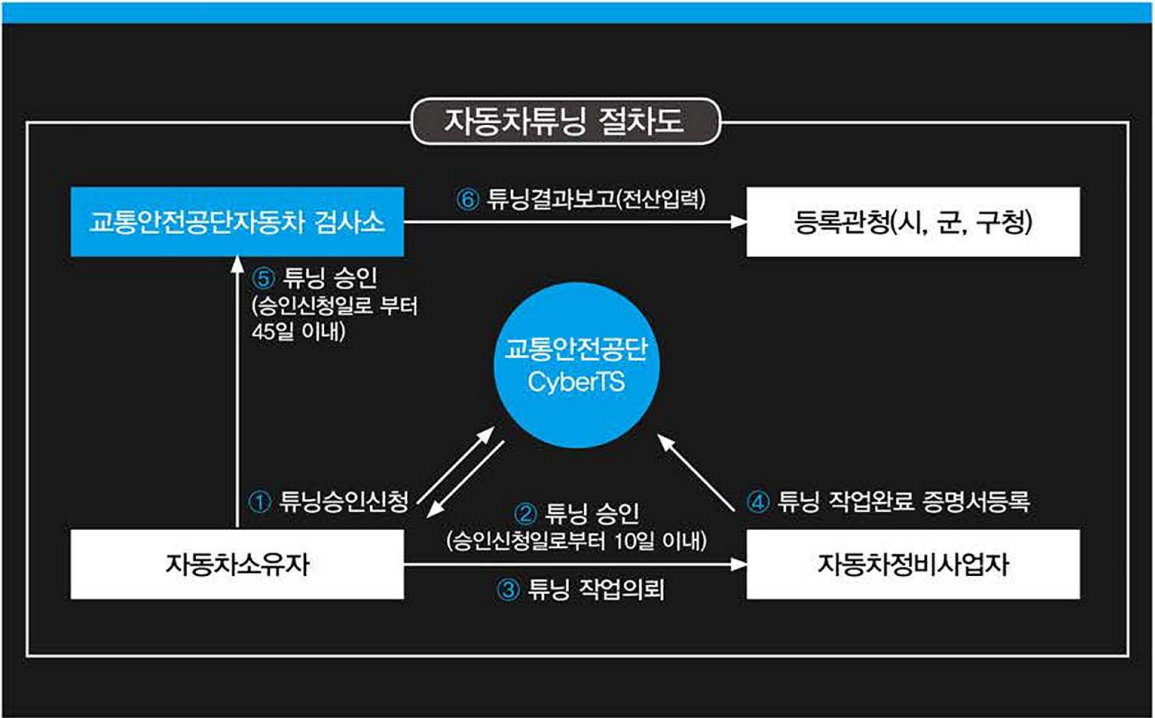 자동차튜닝 절차도
교통안전공단자동차 검사소
⑥ 튜닝결과보고(전산입력)
등록관청(시, 군, 구청)
⑤ 튜닝 승인
(승인신청일로 부터
45일 이내)
교통안전공단
CyberTS
① 튜닝승인신청
② 튜닝 승인
(승인신청일로부터 10일 이내)
④ 튜닝 작업완료 증명서등록
자동차소유자
③ 튜닝 작업의뢰
자동차정비사업자